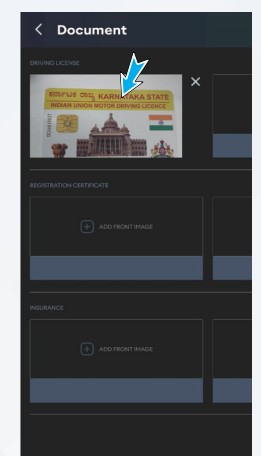 Document
DRIVING LICENSE
ಕರ್ನಾಟಕ ರಾಜ್ಯ KARNATAKA STATE
INDIAN UNION MOTOR DRIVING LICENCE
REGISTRATION CERTIFICATE
ADD FRONT IMAGE
INSURANCE
ADD FRONT IMAGE